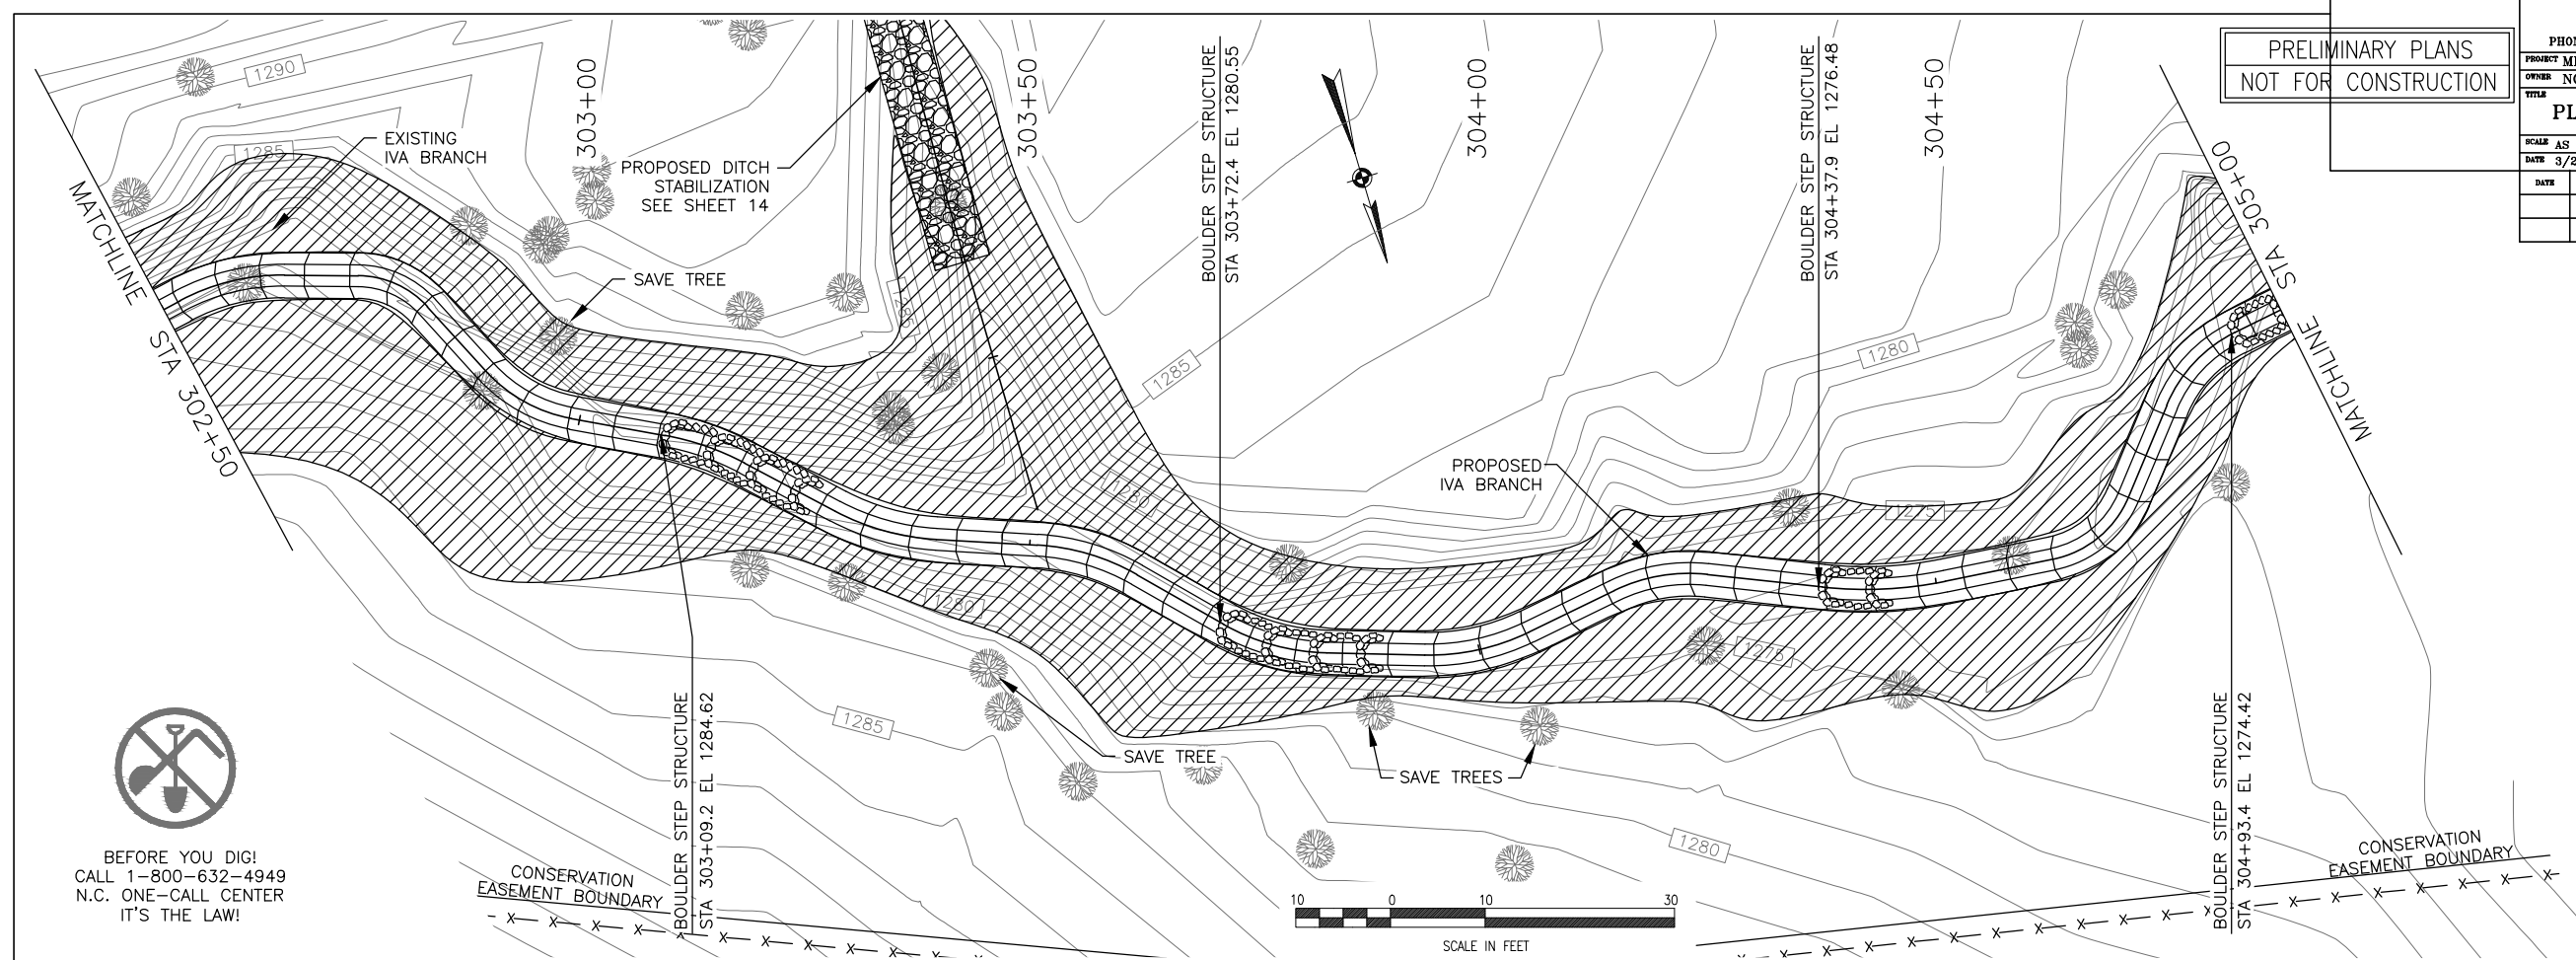 PRELIMINARY PLANS
NOT FOR CONSTRUCTION
PROJECT
OWNER
TITLE
SCALE AS
DATE
DATE
1290
1285
EXISTING
IVA BRANCH
303+00
PROPOSED DITCH
STABILIZATION
SEE SHEET 14
303+50
BOULDER STEP STRUCTURE
STA 303+72.4 EL 1280.55
304+00
BOULDER STEP STRUCTURE
STA 304+37.9 EL 1276.48
304+50
MATCHLINE STA 305+00
MATCHLINE STA 302+50
SAVE TREE
1285
1285
1280
1280
PROPOSED
IVA BRANCH
1275
1280
1275
1285
SAVE TREE
SAVE TREES
1280
BOULDER STEP STRUCTURE
STA 303+09.2 EL 1284.62
BOULDER STEP STRUCTURE
STA 304+93.4 EL 1274.42
BEFORE YOU DIG!
CALL 1-800-632-4949
N.C. ONE-CALL CENTER
IT'S THE LAW!
CONSERVATION
EASEMENT BOUNDARY
CONSERVATION
EASEMENT BOUNDARY
10 0 10 30
SCALE IN FEET